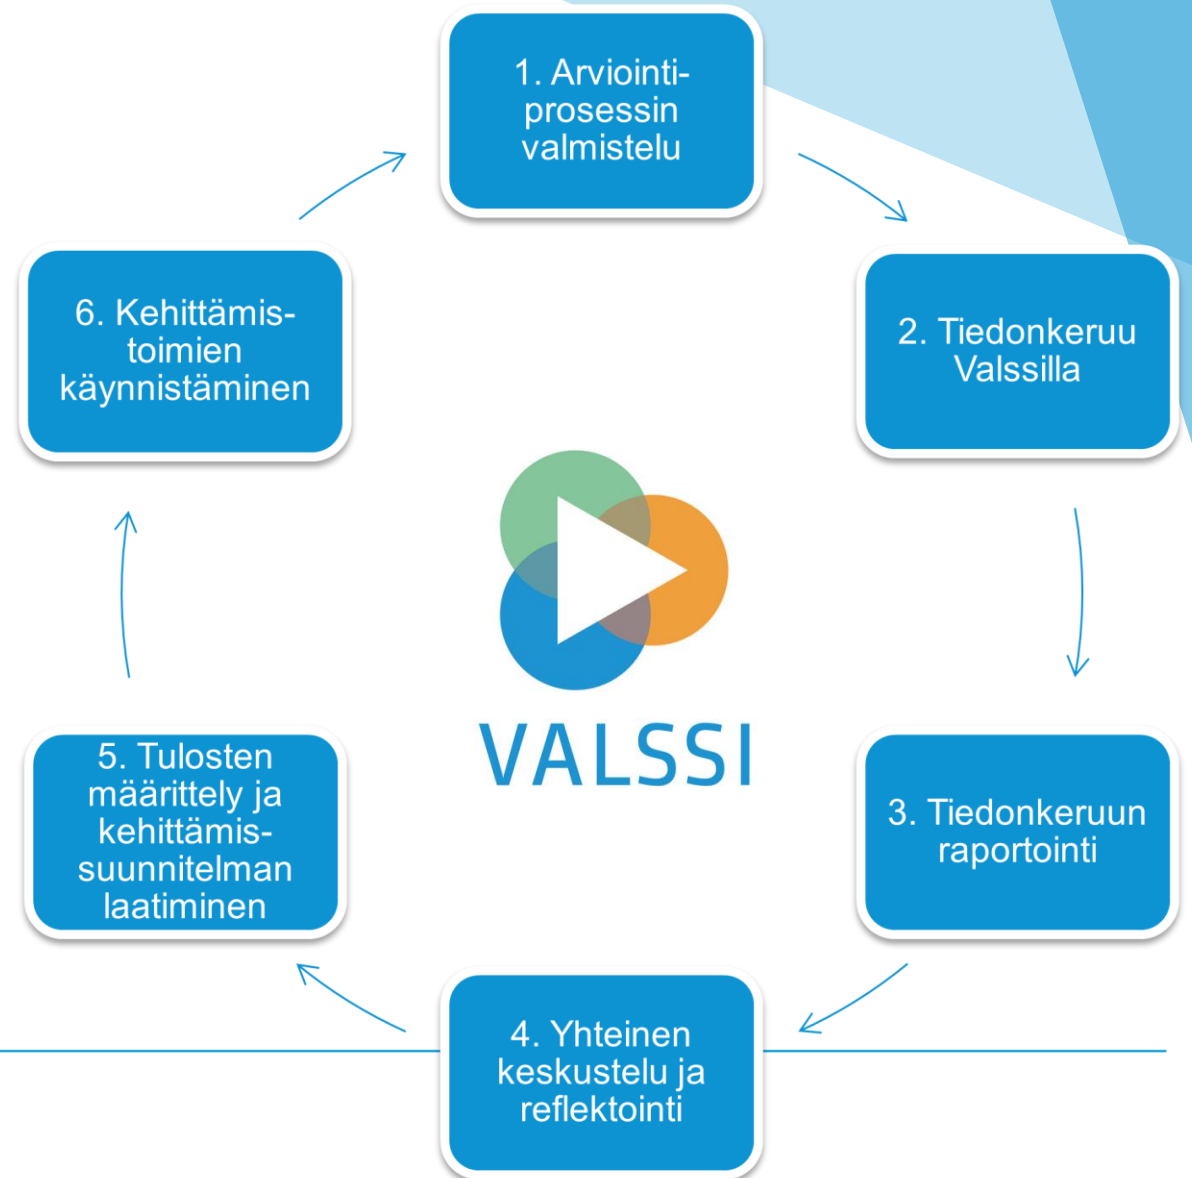 1. Arviointi-
prosessin
valmistelu
2. Tiedonkeruu
Valssilla
3. Tiedonkeruun
raportointi
4. Yhteinen
keskustelu ja
reflektointi
5. Tulosten
määrittely ja
kehittämis-
suunnitelman
laatiminen
6. Kehittämis-
toimien
käynnistäminen
VALSSI